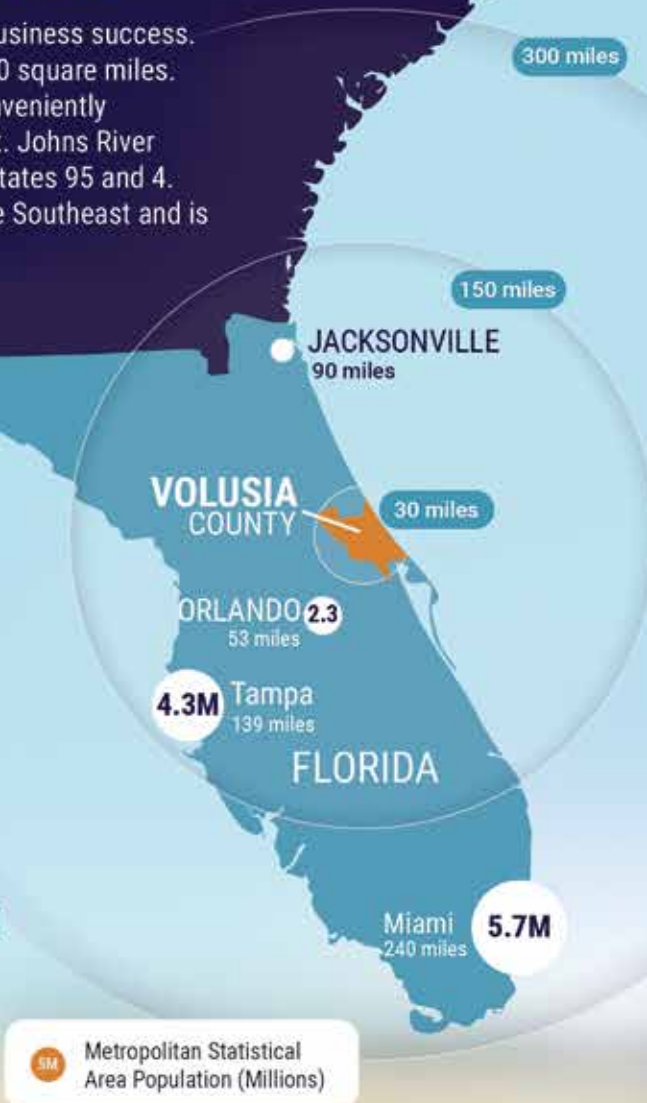 usiness success.
0 square miles.
veniently
. Johns River
tates 95 and 4.
e Southeast and is
300 miles
150 miles
JACKSONVILLE
90 miles
VOLUSIA
COUNTY
30 miles
ORLANDO 2.3
53 miles
4.3M Tampa
139 miles
FLORIDA
Miami 5.7M
240 miles
5M Metropolitan Statistical
Area Population (Millions)